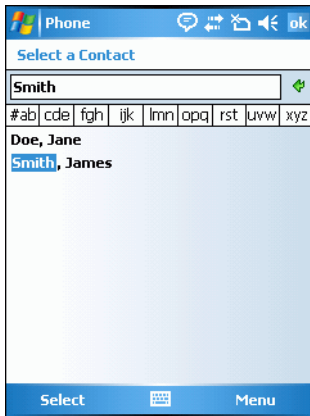 Phone ok
Select a Contact
Smith
#ab cde fgh ijk lmn opq rst uvw xyz
Doe, Jane
Smith, James
Select Menu